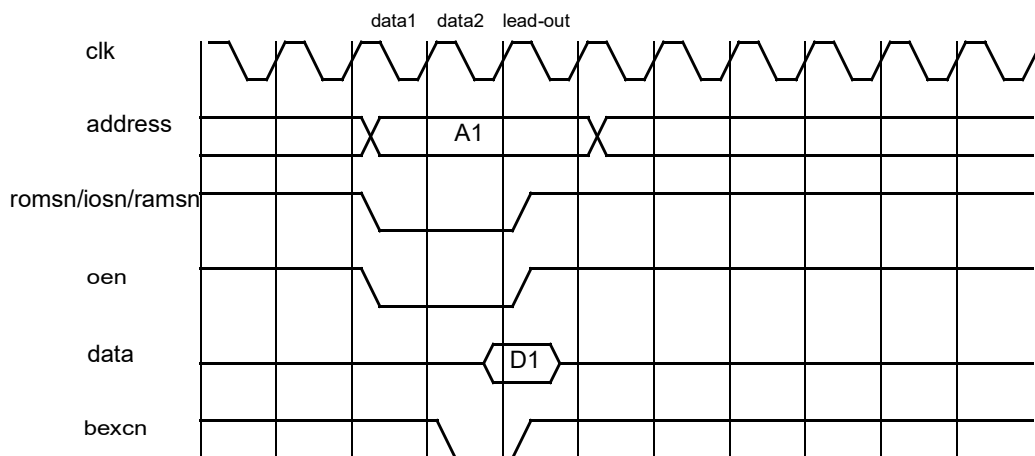 data1 data2 lead-out
clk
address A1
romsn/iosn/ramsn
oen
data D1
bexcn